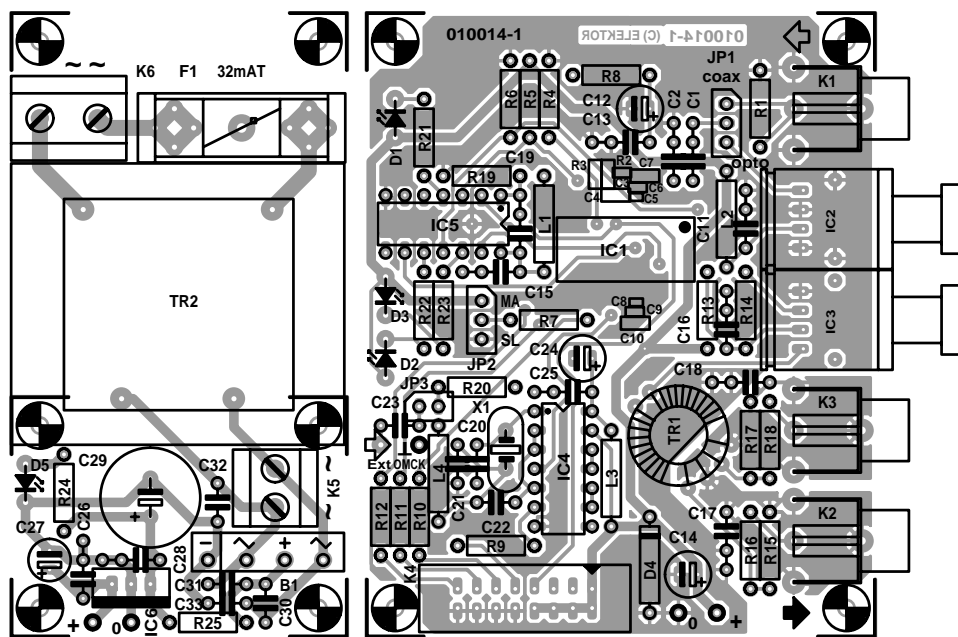 ~ ~ K6 F1 32mAT
TR2
D5
R24
C29
C32
K5
~
~
C27
C26
C28
− ~ + ~
C31
C33
B1
C30
R25
IC6
+ 0
010014-1
010014-1 (C) ELEKTOR
JP1
coax
opto
K1
R1
R8
R6
R5
R4
C12
C13
C2
C1
D1
R21
C19
R19
R3
R2
C7
C3
C6
C4
C5
IC5
L1
IC1
C11
L2
IC2
C15
D3
R22
R23
MA
SL
JP2
R7
C8
C9
C10
C16
R13
R14
IC3
D2
C24
C25
JP3
R20
C18
C23
X1
C20
Ext
OMCK
L4
C21
C22
IC4
L3
TR1
R17
R18
K3
R12
R11
R10
R9
K4
D4
C14
C17
R16
R15
K2
0 +